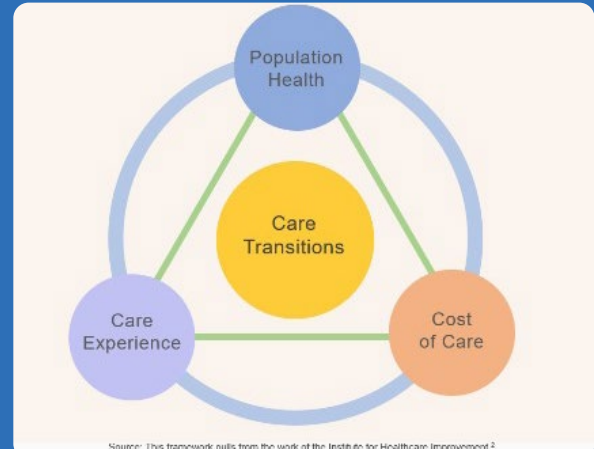 Population
Health
Care
Transitions
Care
Experience
Cost
of Care
Source: This framework pulls from the work of the Institute for Healthcare Improvement.2